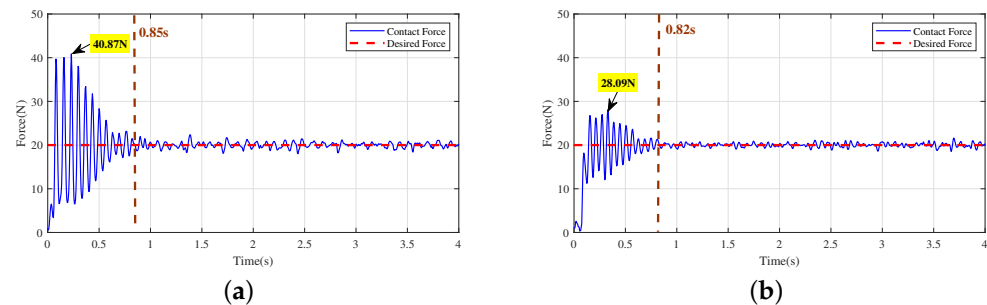 50
40
30
20
10
0
Force(N)
0
0.5
1
1.5
2
2.5
3
3.5
4
Time(s)
40.87N
0.85s
Contact Force
Desired Force
(a)
50
40
30
20
10
0
Force(N)
0
0.5
1
1.5
2
2.5
3
3.5
4
Time(s)
28.09N
0.82s
Contact Force
Desired Force
(b)